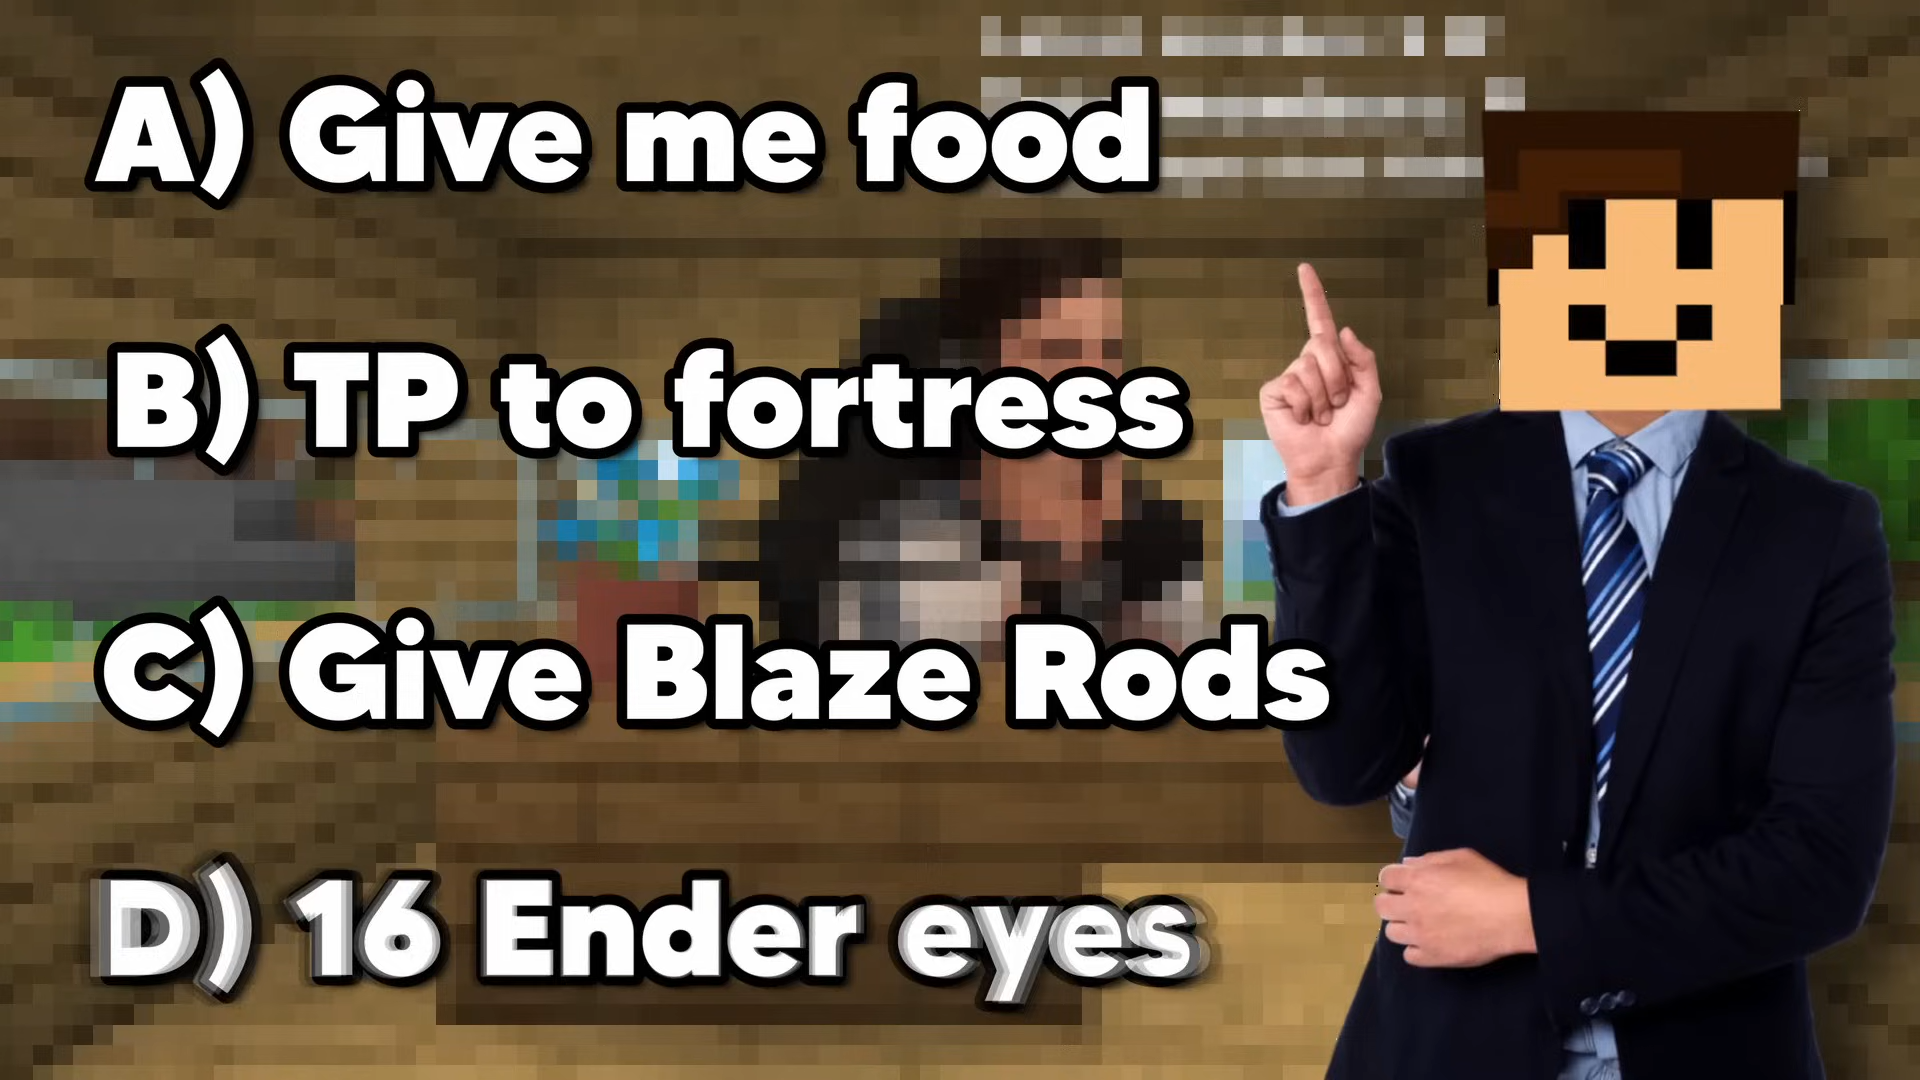 A) Give me food
B) TP to fortress
C) Give Blaze Rods
D) 16 Ender eyes